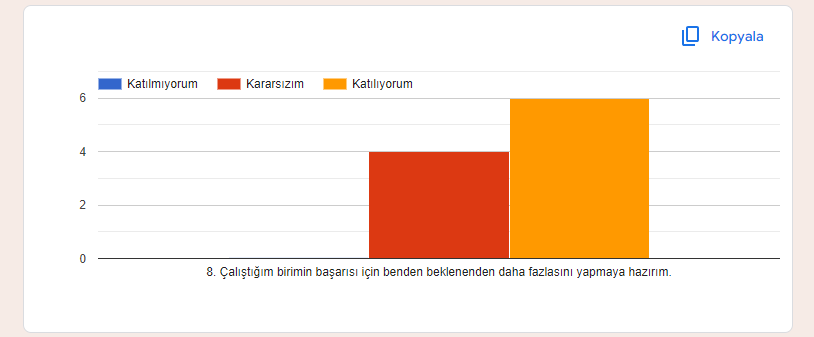 Kopyala
Katılmıyorum Kararsızım Katılıyorum
6
4
2
0
8. Çalıştığım birimin başarısı için benden beklenenden daha fazlasını yapmaya hazırım.